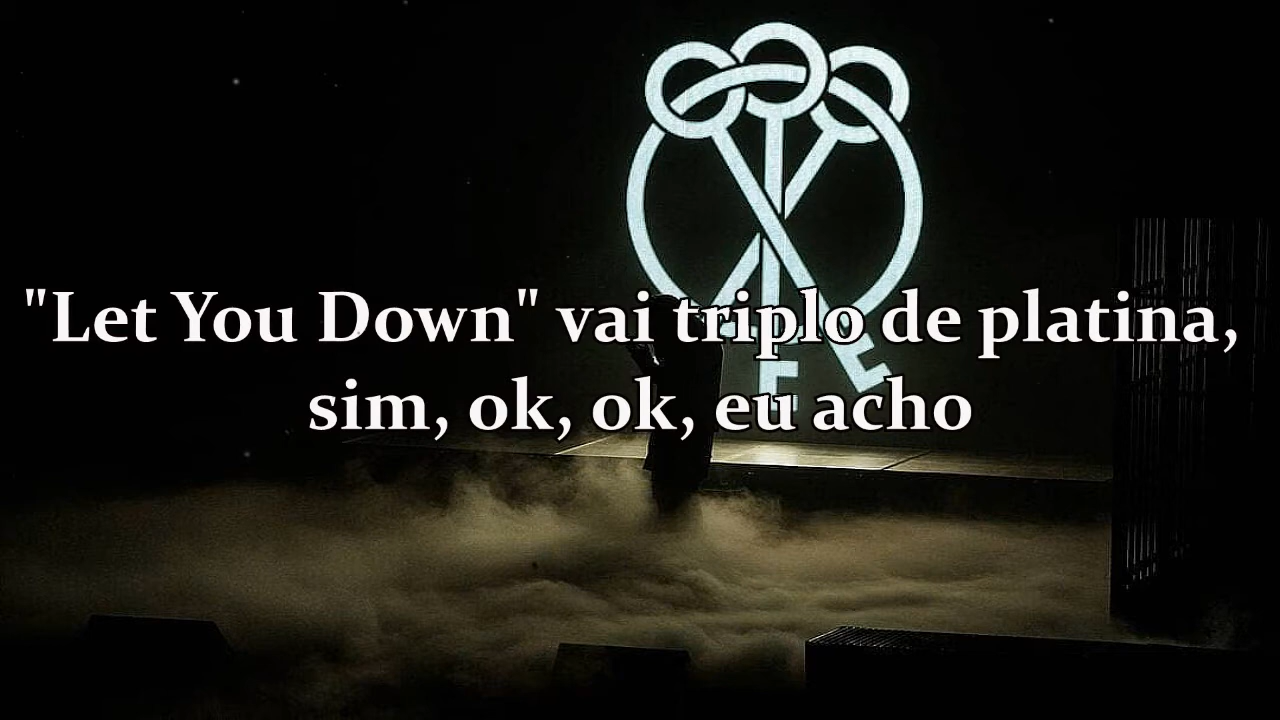 "Let You Down" vai triplo de platina,
sim, ok, ok, eu acho